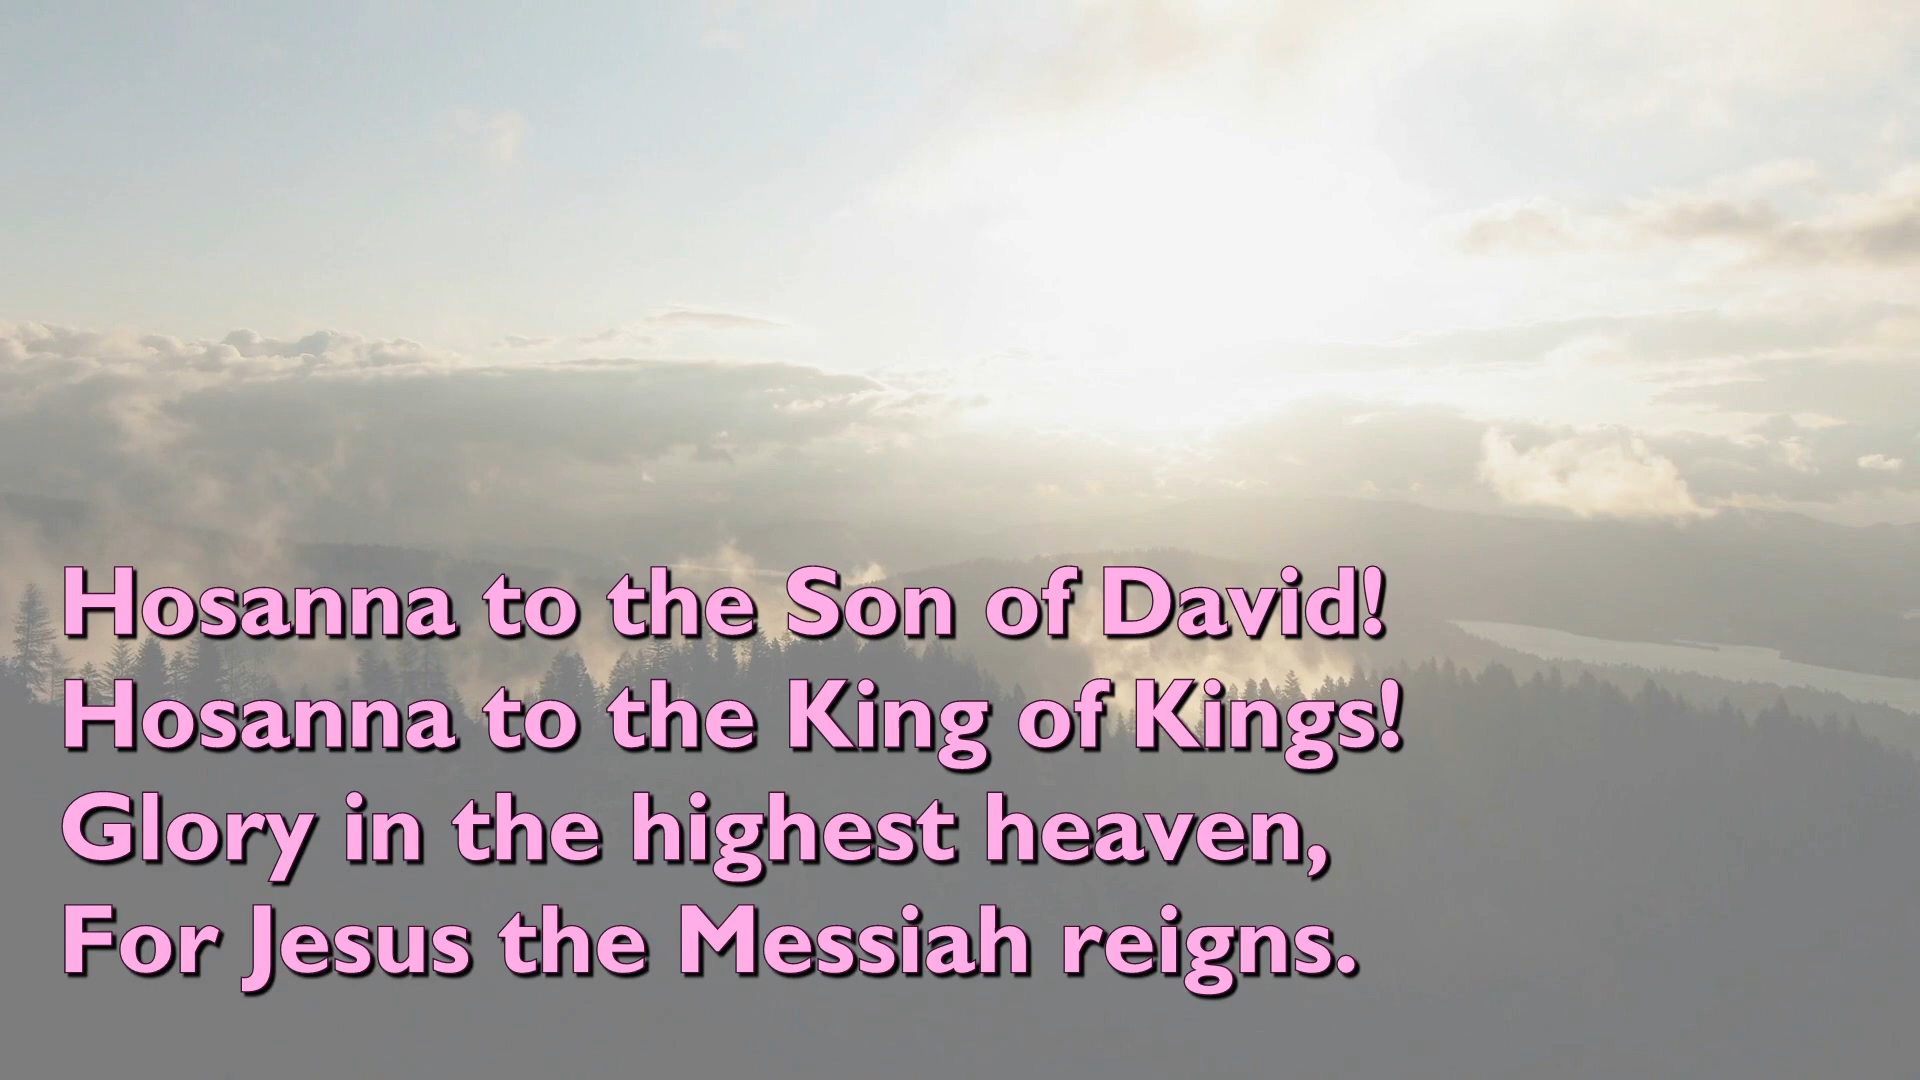 Hosanna to the Son of David!
Hosanna to the King of Kings!
Glory in the highest heaven,
For Jesus the Messiah reigns.